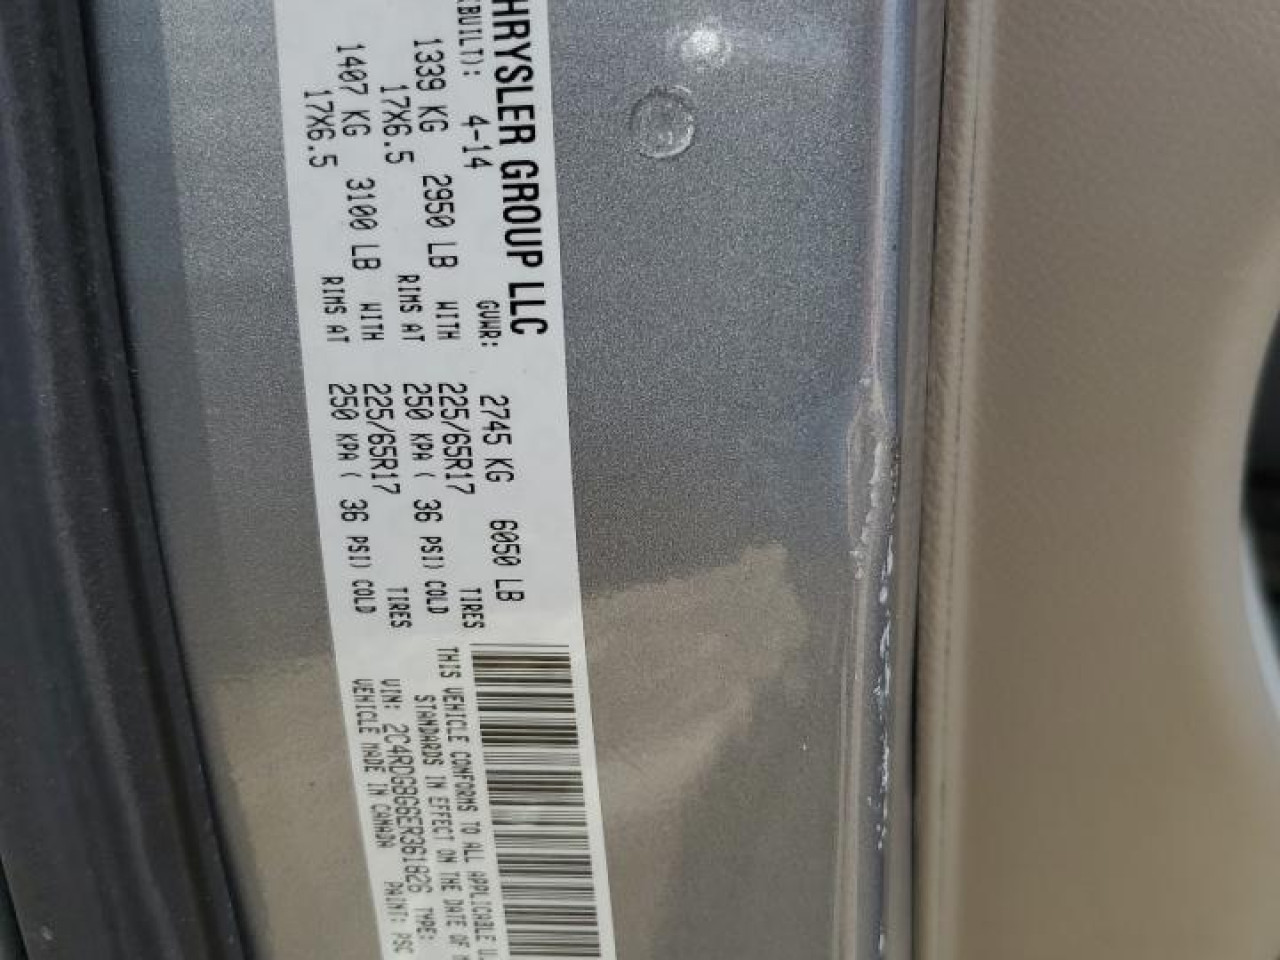 HRYSLER GROUP LLC
BUILT): 4-14 GVWR: 2745 KG 6050 LB
1339 KG 2950 LB WITH 225/65R17 TIRES
17X6.5 RIMS AT 250 KPA ( 36 PSI) COLD
1407 KG 3100 LB WITH 225/65R17 TIRES
17X6.5 RIMS AT 250 KPA ( 36 PSI) COLD
THIS VEHICLE CONFORMS TO ALL APPLICABLE U.
STANDARDS IN EFFECT ON THE DATE OF
VIN: 2C4RDGBG6ER361826 TYPE:
VEHICLE MADE IN CANADA PAINT: PSC